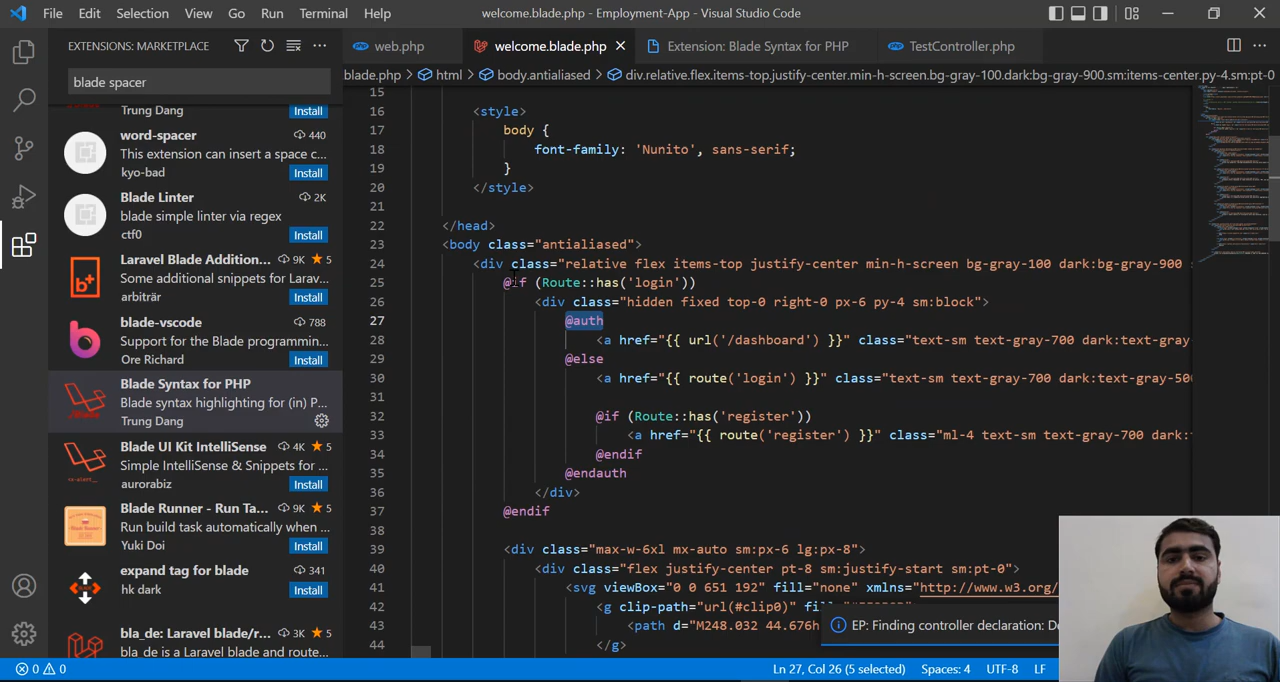 File Edit Selection View Go Run Terminal Help
welcome.blade.php - Employment-App - Visual Studio Code
EXTENSIONS: MARKETPLACE
blade spacer
Trung Dang
Install
word-spacer 440
This extension can insert a space c...
kyo-bad
Install
Blade Linter 2K
blade simple linter via regex
ctf0
Install
Laravel Blade Addition... 9K 5
Some additional snippets for Larav...
arbiträr
Install
blade-vscode 788
Support for the Blade programmin...
Ore Richard
Install
Blade Syntax for PHP
Blade syntax highlighting for (in) P...
Trung Dang
Blade UI Kit IntelliSense 4K 5
Simple IntelliSense & Snippets for ...
aurorabiz
Install
Blade Runner - Run Ta... 9K 5
Run build task automatically when ...
Yuki Doi
Install
expand tag for blade 341
hk dark
Install
bla_de: Laravel blade/r... 3K 5
bla_de is a Laravel blade and route...
web.php welcome.blade.php Extension: Blade Syntax for PHP TestController.php
blade.php > html > body.antialiased > div.relative.flex.items-top.justify-center.min-h-screen.bg-gray-100.dark:bg-gray-900.sm:items-center.py-4.sm:pt-0
15
16 <style>
17 body {
18 font-family: 'Nunito', sans-serif;
19 }
20 </style>
21
22 </head>
23 <body class="antialiased">
24 <div class="relative flex items-top justify-center min-h-screen bg-gray-100 dark:bg-gray-900
25 @if (Route::has('login'))
26 <div class="hidden fixed top-0 right-0 px-6 py-4 sm:block">
27 @auth
28 <a href="{{ url('/dashboard') }}" class="text-sm text-gray-700 dark:text-gray
29 @else
30 <a href="{{ route('login') }}" class="text-sm text-gray-700 dark:text-gray-500
31
32 @if (Route::has('register'))
33 <a href="{{ route('register') }}" class="ml-4 text-sm text-gray-700 dark:
34 @endif
35 @endauth
36 </div>
37 @endif
38
39 <div class="max-w-6xl mx-auto sm:px-6 lg:px-8">
40 <div class="flex justify-center pt-8 sm:justify-start sm:pt-0">
41 <svg viewBox="0 0 651 192" fill="none" xmlns="http://www.w3.org/
42 <g clip-path="url(#clip0)"
43 <path d="M248.032 44.676h
44 </g>
EP: Finding controller declaration:
0 0
Ln 27, Col 26 (5 selected) Spaces: 4 UTF-8 LF